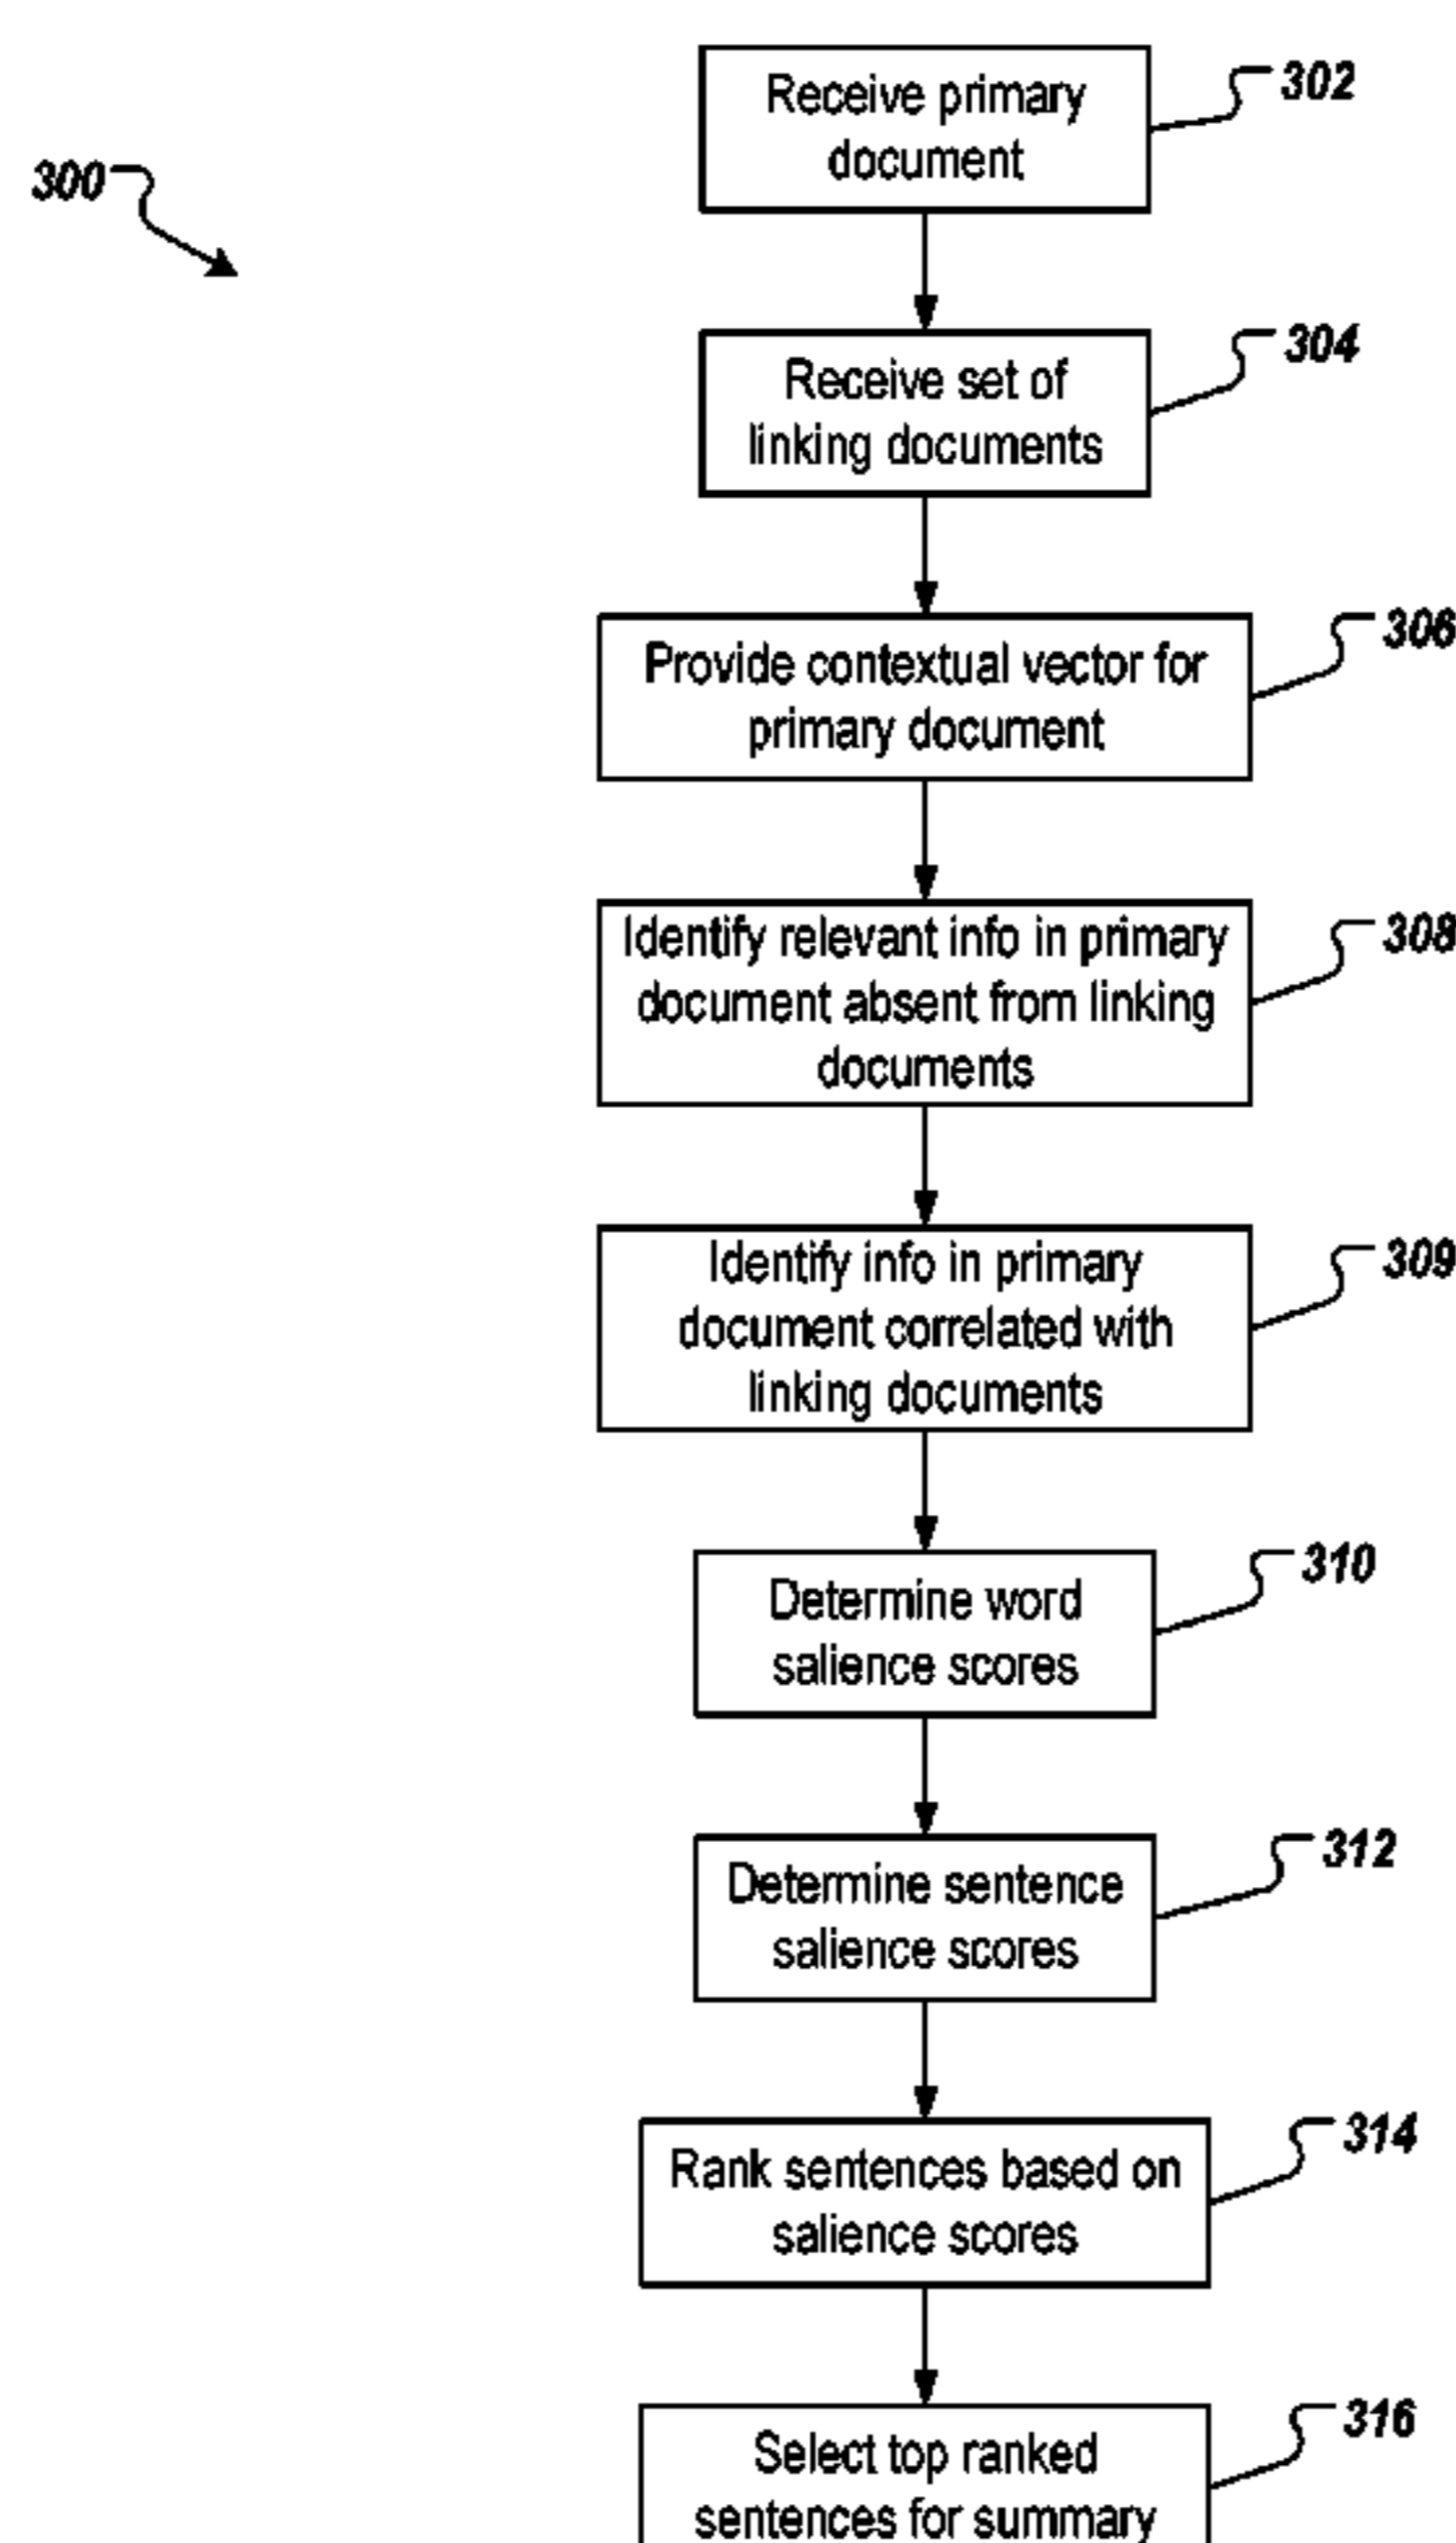 Receive primary
document
302
300
Receive set of
linking documents
304
Provide contextual vector for
primary document
306
Identify relevant info in primary
document absent from linking
documents
308
Identify info in primary
document correlated with
linking documents
309
Determine word
salience scores
310
Determine sentence
salience scores
312
Rank sentences based on
salience scores
314
Select top ranked
sentences for summary
316